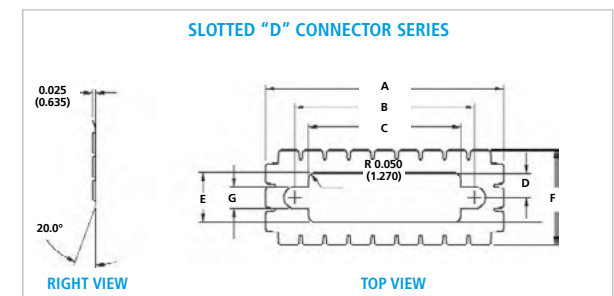 SLOTTED “D” CONNECTOR SERIES
0.025
(0.635)
20.0°
RIGHT VIEW
A
B
C
R 0.050
(1.270)
D
E
G
F
TOP VIEW